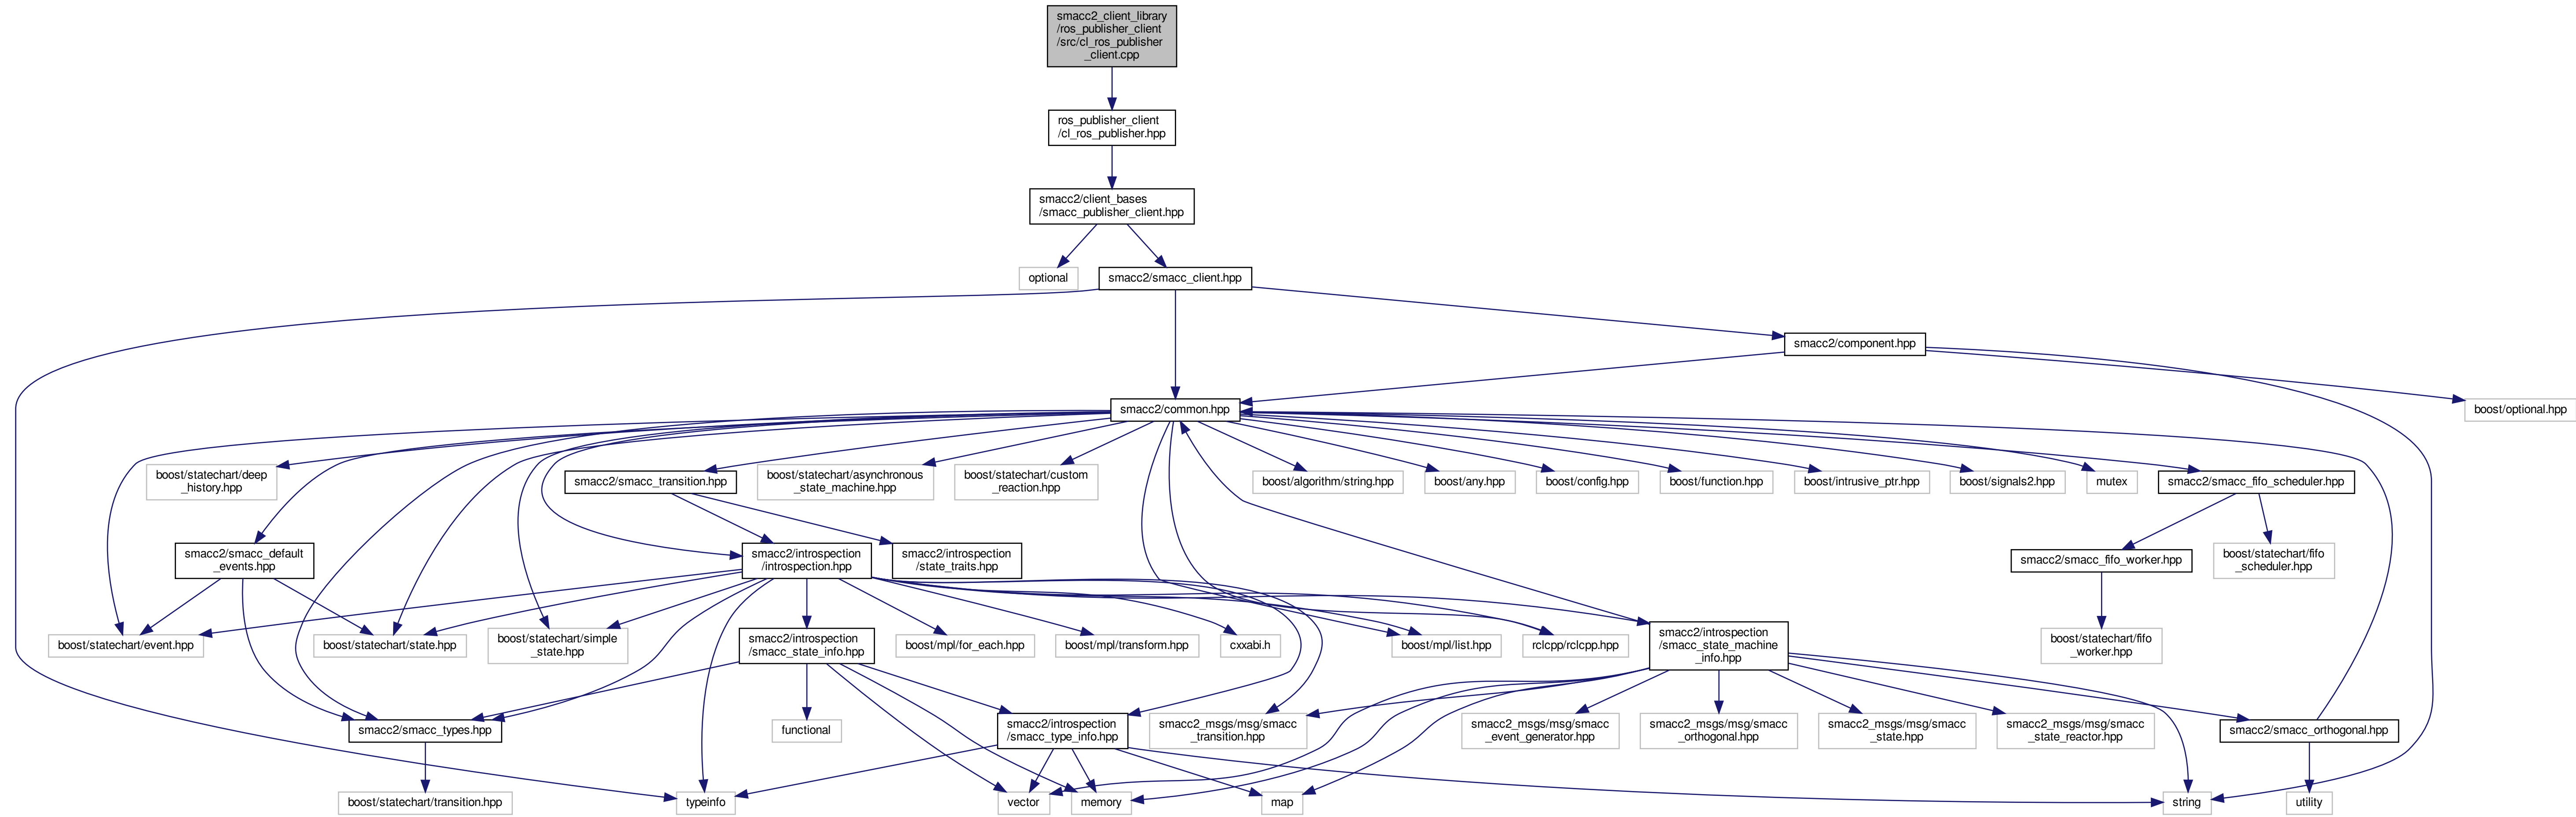 smacc2_client_library
/ros_publisher_client
/src/cl_ros_publisher
_client.cpp
ros_publisher_client
/cl_ros_publisher.hpp
smacc2/client_bases
/smacc_publisher_client.hpp
optional
smacc2/smacc_client.hpp
smacc2/component.hpp
smacc2/common.hpp
boost/optional.hpp
boost/statechart/deep
_history.hpp
smacc2/smacc_transition.hpp
boost/statechart/asynchronous
_state_machine.hpp
boost/statechart/custom
_reaction.hpp
boost/algorithm/string.hpp
boost/any.hpp
boost/config.hpp
boost/function.hpp
boost/intrusive_ptr.hpp
boost/signals2.hpp
mutex
smacc2/smacc_fifo_scheduler.hpp
smacc2/smacc_default
_events.hpp
smacc2/introspection
/introspection.hpp
smacc2/introspection
/state_traits.hpp
smacc2/smacc_fifo_worker.hpp
boost/statechart/fifo
_scheduler.hpp
boost/statechart/event.hpp
boost/statechart/state.hpp
boost/statechart/simple
_state.hpp
smacc2/introspection
/smacc_state_info.hpp
boost/mpl/for_each.hpp
boost/mpl/transform.hpp
cxxabi.h
boost/mpl/list.hpp
rclcpp/rclcpp.hpp
smacc2/introspection
/smacc_state_machine
_info.hpp
boost/statechart/fifo
_worker.hpp
smacc2/smacc_types.hpp
functional
smacc2/introspection
/smacc_type_info.hpp
smacc2_msgs/msg/smacc
_transition.hpp
smacc2_msgs/msg/smacc
_event_generator.hpp
smacc2_msgs/msg/smacc
_orthogonal.hpp
smacc2_msgs/msg/smacc
_state.hpp
smacc2_msgs/msg/smacc
_state_reactor.hpp
smacc2/smacc_orthogonal.hpp
boost/statechart/transition.hpp
typeinfo
vector
memory
map
string
utility